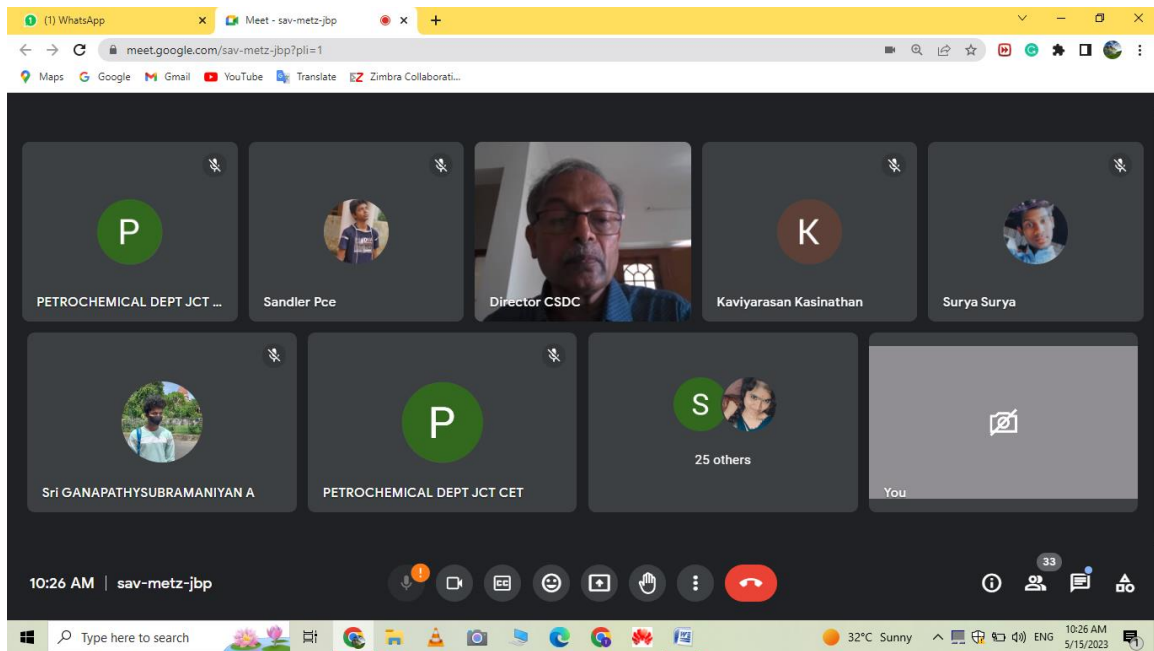 (1) WhatsApp
Meet - sav-metz-jbp
meet.google.com/sav-metz-jbp?pli=1
Maps
Google
Gmail
YouTube
Translate
Zimbra Collaborati...
P
PETROCHEMICAL DEPT JCT ...
Sandler Pce
Director CSDC
K
Kaviyarasan Kasinathan
Surya Surya
Sri GANAPATHYSUBRAMANIYAN A
P
PETROCHEMICAL DEPT JCT CET
S
25 others
You
10:26 AM | sav-metz-jbp
CC
33
Type here to search
32°C Sunny
ENG
10:26 AM
5/15/2023